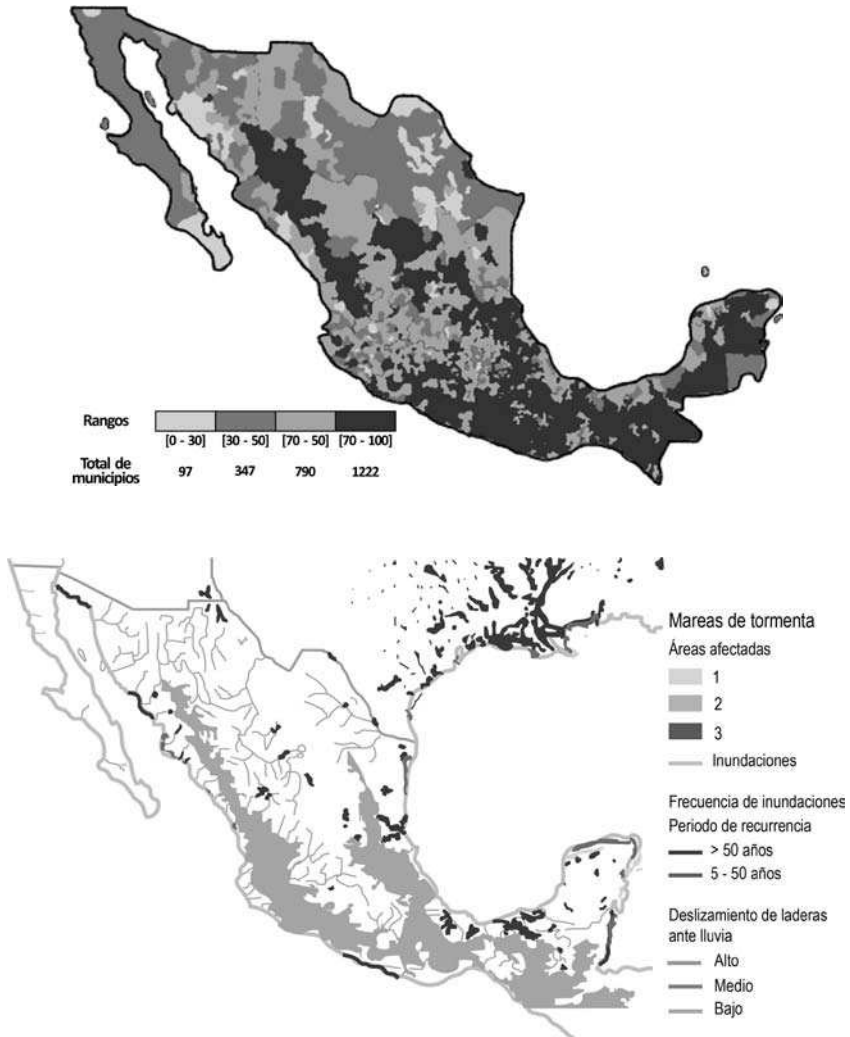 Rangos
[0 - 30] [30 - 50] [70 - 50] [70 - 100]
Total de
municipios
97 347 790 1222
Mareas de tormenta
Áreas afectadas
1
2
3
Inundaciones
Frecuencia de inundaciones
Periodo de recurrencia
> 50 años
5 - 50 años
Deslizamiento de laderas
ante lluvia
Alto
Medio
Bajo